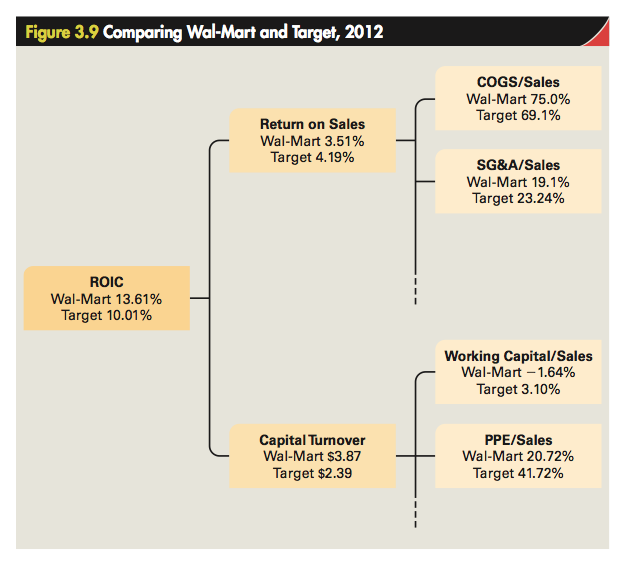 Figure 3.9 Comparing Wal-Mart and Target, 2012
COGS/Sales
Wal-Mart 75.0%
Target 69.1%
Return on Sales
Wal-Mart 3.51%
Target 4.19%
SG&A/Sales
Wal-Mart 19.1%
Target 23.24%
ROIC
Wal-Mart 13.61%
Target 10.01%
Working Capital/Sales
Wal-Mart −1.64%
Target 3.10%
Capital Turnover
Wal-Mart $3.87
Target $2.39
PPE/Sales
Wal-Mart 20.72%
Target 41.72%